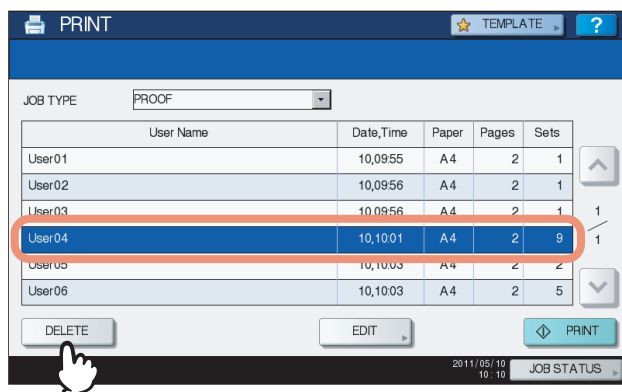 PRINT TEMPLATE ?
JOB TYPE PROOF
User Name Date,Time Paper Pages Sets
User01 10,09:55 A4 2 1
User02 10,09:56 A4 2 1
User03 10,09:56 A4 2 1
User04 10,10:01 A4 2 9
User05 10,10:03 A4 2 2
User06 10,10:03 A4 2 5
1
1
DELETE EDIT PRINT
2011/05/10
10:10 JOB STATUS